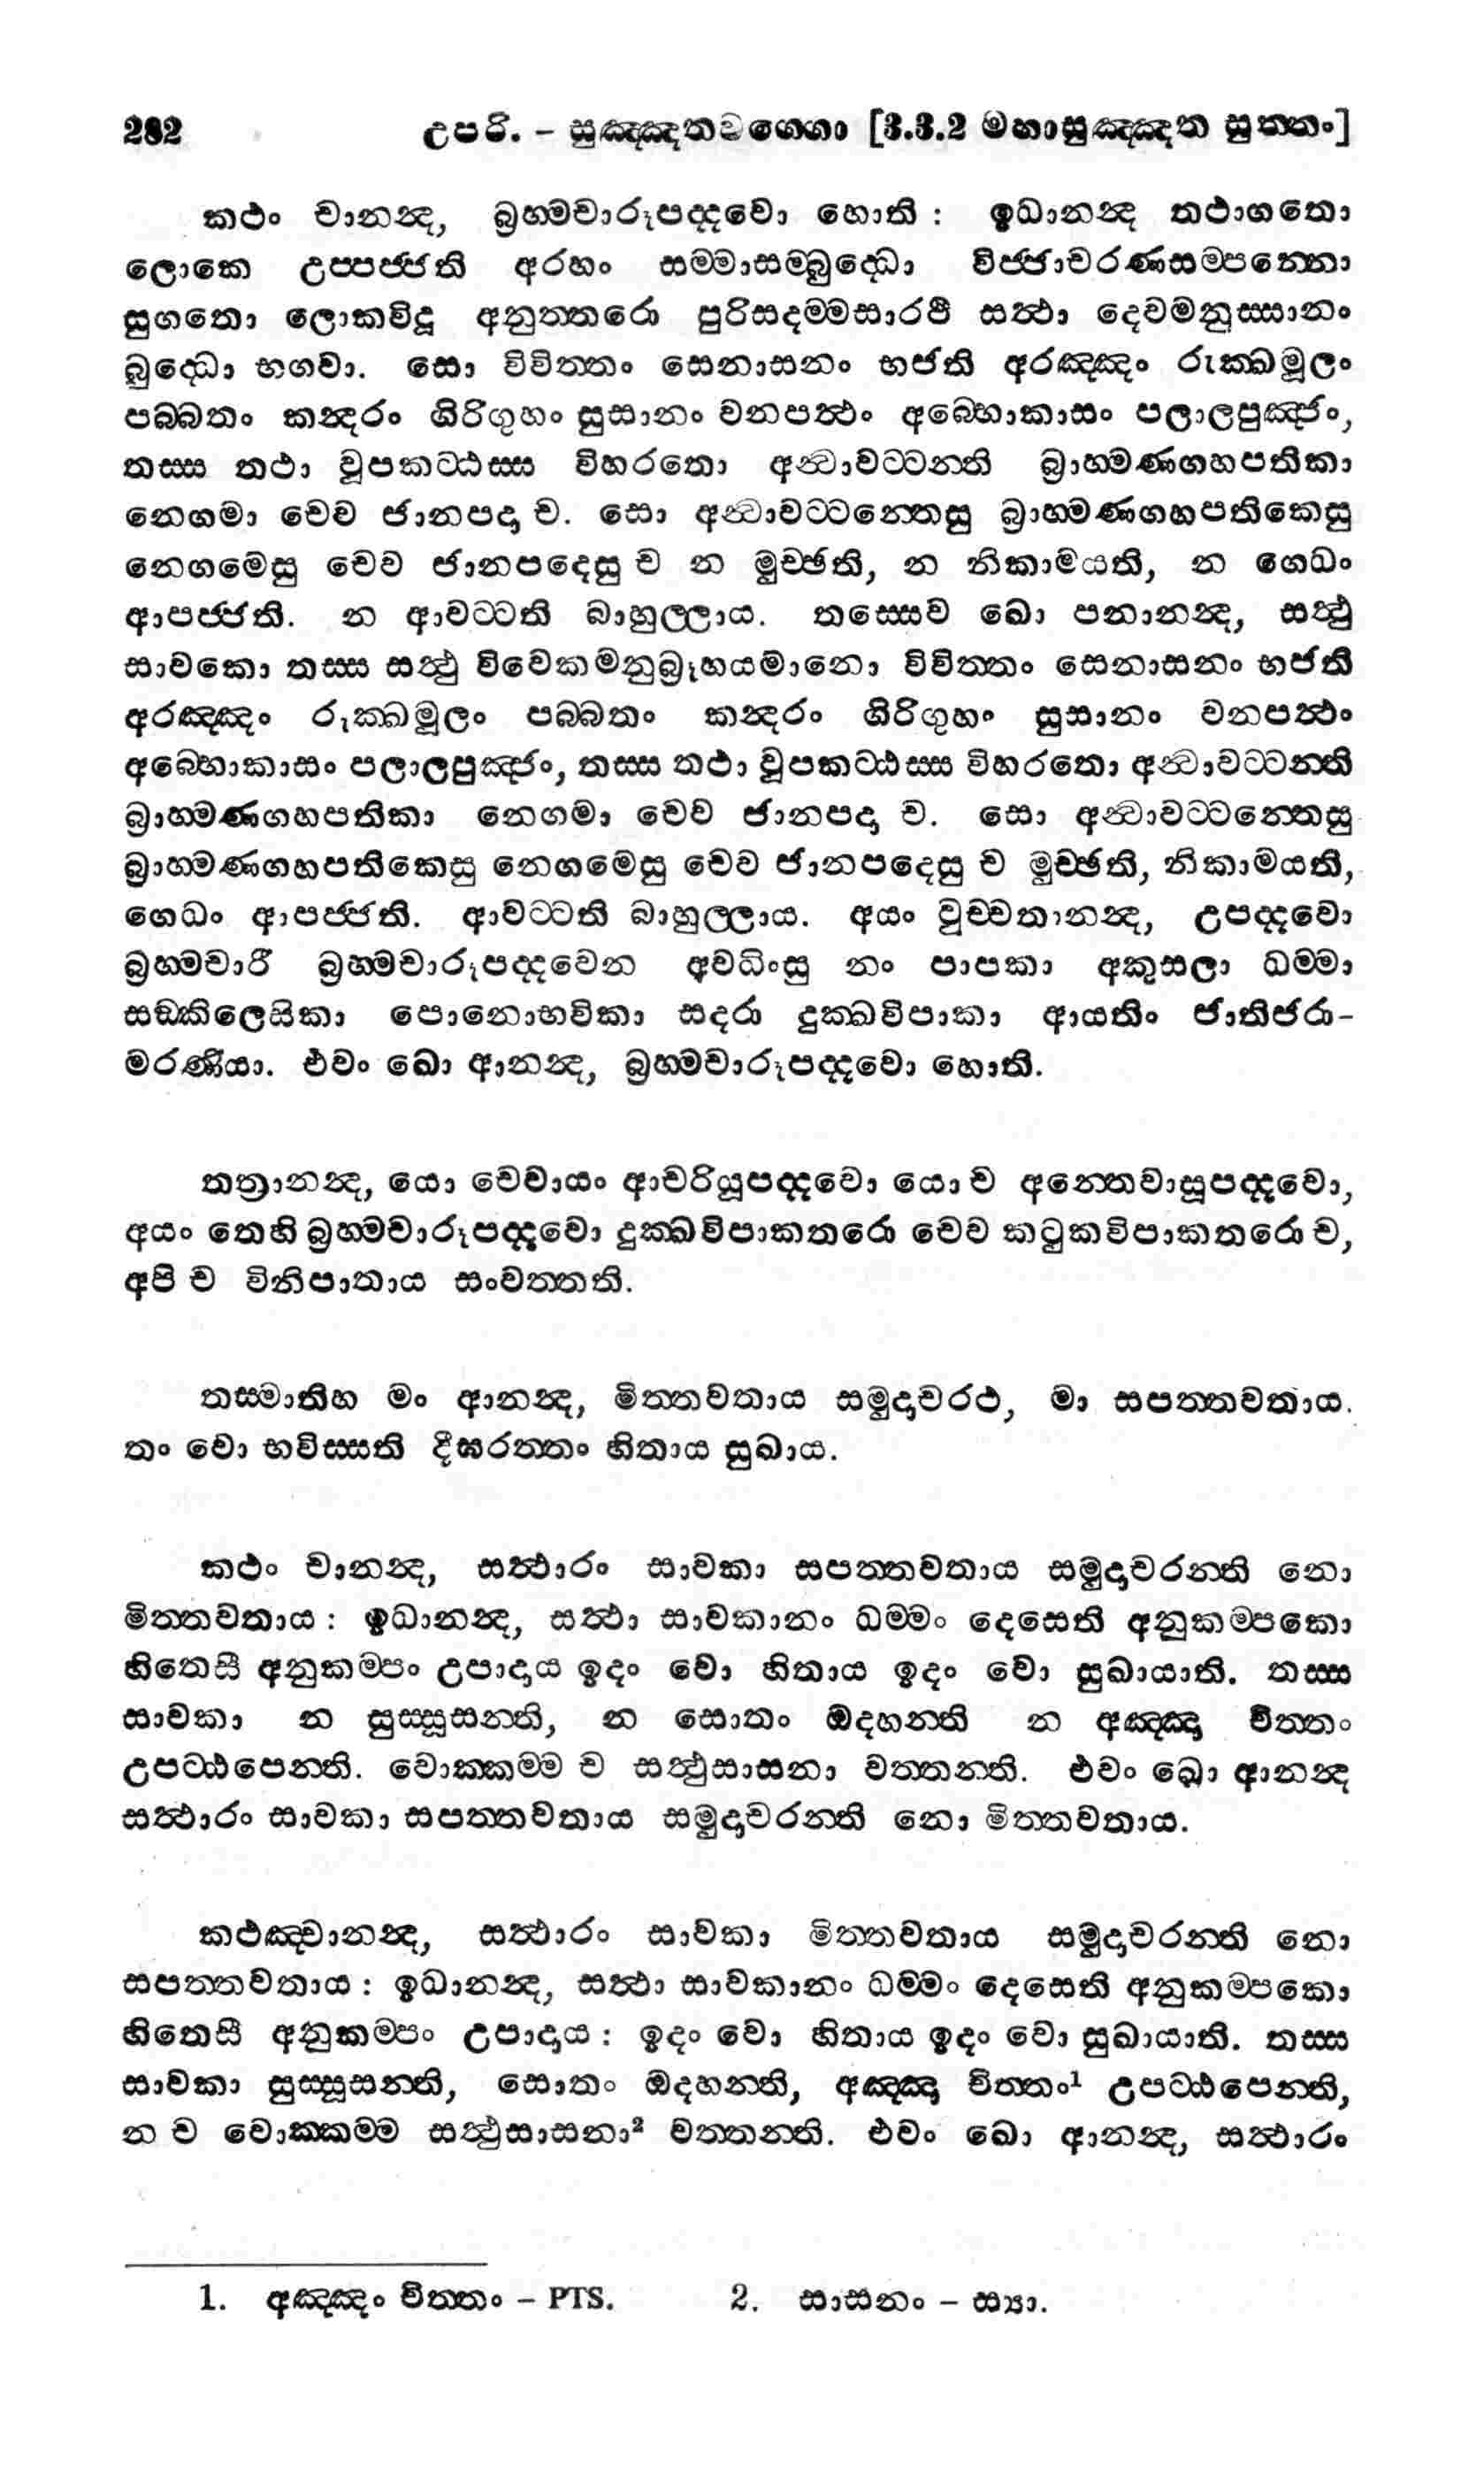 282 උපරි. – සුඤ්ඤතවග්ගො [3.3.2 මහාසුඤ්ඤත සුත්තං]
කථං චානන්ද, බ්‍රහ්මචාරූපද්දවො හොති : ඉධානන්ද තථාගතො
ලොකෙ උප්පජ්ජති අරහං සම්මාසම්බුද්ධො විජ්ජාචරණසම්පන්නො
සුගතො ලොකවිදූ අනුත්තරො පුරිසදම්මසාරථි සත්ථා දෙවමනුස්සානං
බුද්ධො භගවා. සො විවිත්තං සෙනාසනං භජති අරඤ්ඤං රුක්ඛමූලං
පබ්බතං කන්දරං ගිරිගුහං සුසානං වනපත්ථං අබ්භොකාසං පලාලපුඤ්ජං,
තස්ස තථා වූපකට්ඨස්ස විහරතො අන්වාවට්ටන්ති බ්‍රාහ්මණගහපතිකා
නෙගමා චෙව ජානපදා ච. සො අන්වාවට්ටන්තෙසු බ්‍රාහ්මණගහපතිකෙසු
නෙගමෙසු චෙව ජානපදෙසු ච න මුච්ඡති, න නිකාමයති, න ගෙධං
ආපජ්ජති. න ආවට්ටති බාහුල්ලාය. තස්සෙව ඛො පනානන්ද, සත්ථු
සාවකො තස්ස සත්ථු විවෙකමනුබ්‍රූහයමානො විවිත්තං සෙනාසනං භජති
අරඤ්ඤං රුක්ඛමූලං පබ්බතං කන්දරං ගිරිගුහං සුසානං වනපත්ථං
අබ්භොකාසං පලාලපුඤ්ජං, තස්ස තථා වූපකට්ඨස්ස විහරතො අන්වාවට්ටන්ති
බ්‍රාහ්මණගහපතිකා නෙගමා චෙව ජානපදා ච. සො අන්වාවට්ටන්තෙසු
බ්‍රාහ්මණගහපතිකෙසු නෙගමෙසු චෙව ජානපදෙසු ච මුච්ඡති, නිකාමයති,
ගෙධං ආපජ්ජති. ආවට්ටති බාහුල්ලාය. අයං වුච්චතානන්ද, උපද්දවො
බ්‍රහ්මචාරී බ්‍රහ්මචාරූපද්දවෙන අවධිංසු නං පාපකා අකුසලා ධම්මා
සඞ්කිලෙසිකා පොනොභවිකා සදරා දුක්ඛවිපාකා ආයතිං ජාතිජරා-
මරණීයා. එවං ඛො ආනන්ද, බ්‍රහ්මචාරූපද්දවො හොති.
තත්‍රානන්ද, යො චෙවායං ආචරියූපද්දවො යො ච අන්තෙවාසූපද්දවො,
අයං තෙහි බ්‍රහ්මචාරූපද්දවො දුක්ඛවිපාකතරො චෙව කටුකවිපාකතරො ච,
අපි ච විනිපාතාය සංවත්තති.
තස්මාතිහ මං ආනන්ද, මිත්තවතාය සමුදාචරථ, මා සපත්තවතාය.
තං වො භවිස්සති දීඝරත්තං හිතාය සුඛාය.
කථං චානන්ද, සත්ථාරං සාවකා සපත්තවතාය සමුදාචරන්ති නො
මිත්තවතාය : ඉධානන්ද, සත්ථා සාවකානං ධම්මං දෙසෙති අනුකම්පකො
හිතෙසී අනුකම්පං උපාදාය ඉදං වො හිතාය ඉදං වො සුඛායාති. තස්ස
සාවකා න සුස්සූසන්ති, න සොතං ඔදහන්ති න අඤ්ඤා චිත්තං
උපට්ඨපෙන්ති. වොක්කම්ම ච සත්ථුසාසනා වත්තන්ති. එවං ඛො ආනන්ද
සත්ථාරං සාවකා සපත්තවතාය සමුදාචරන්ති නො මිත්තවතාය.
කථඤ්චානන්ද, සත්ථාරං සාවකා මිත්තවතාය සමුදාචරන්ති නො
සපත්තවතාය : ඉධානන්ද, සත්ථා සාවකානං ධම්මං දෙසෙති අනුකම්පකො
හිතෙසී අනුකම්පං උපාදාය : ඉදං වො හිතාය ඉදං වො සුඛායාති. තස්ස
සාවකා සුස්සූසන්ති, සොතං ඔදහන්ති, අඤ්ඤා චිත්තං¹ උපට්ඨපෙන්ති,
න ච වොක්කම්ම සත්ථුසාසනා² වත්තන්ති. එවං ඛො ආනන්ද, සත්ථාරං
1. අඤ්ඤං චිත්තං – PTS. 2. සාසනං – ස්‍යා.